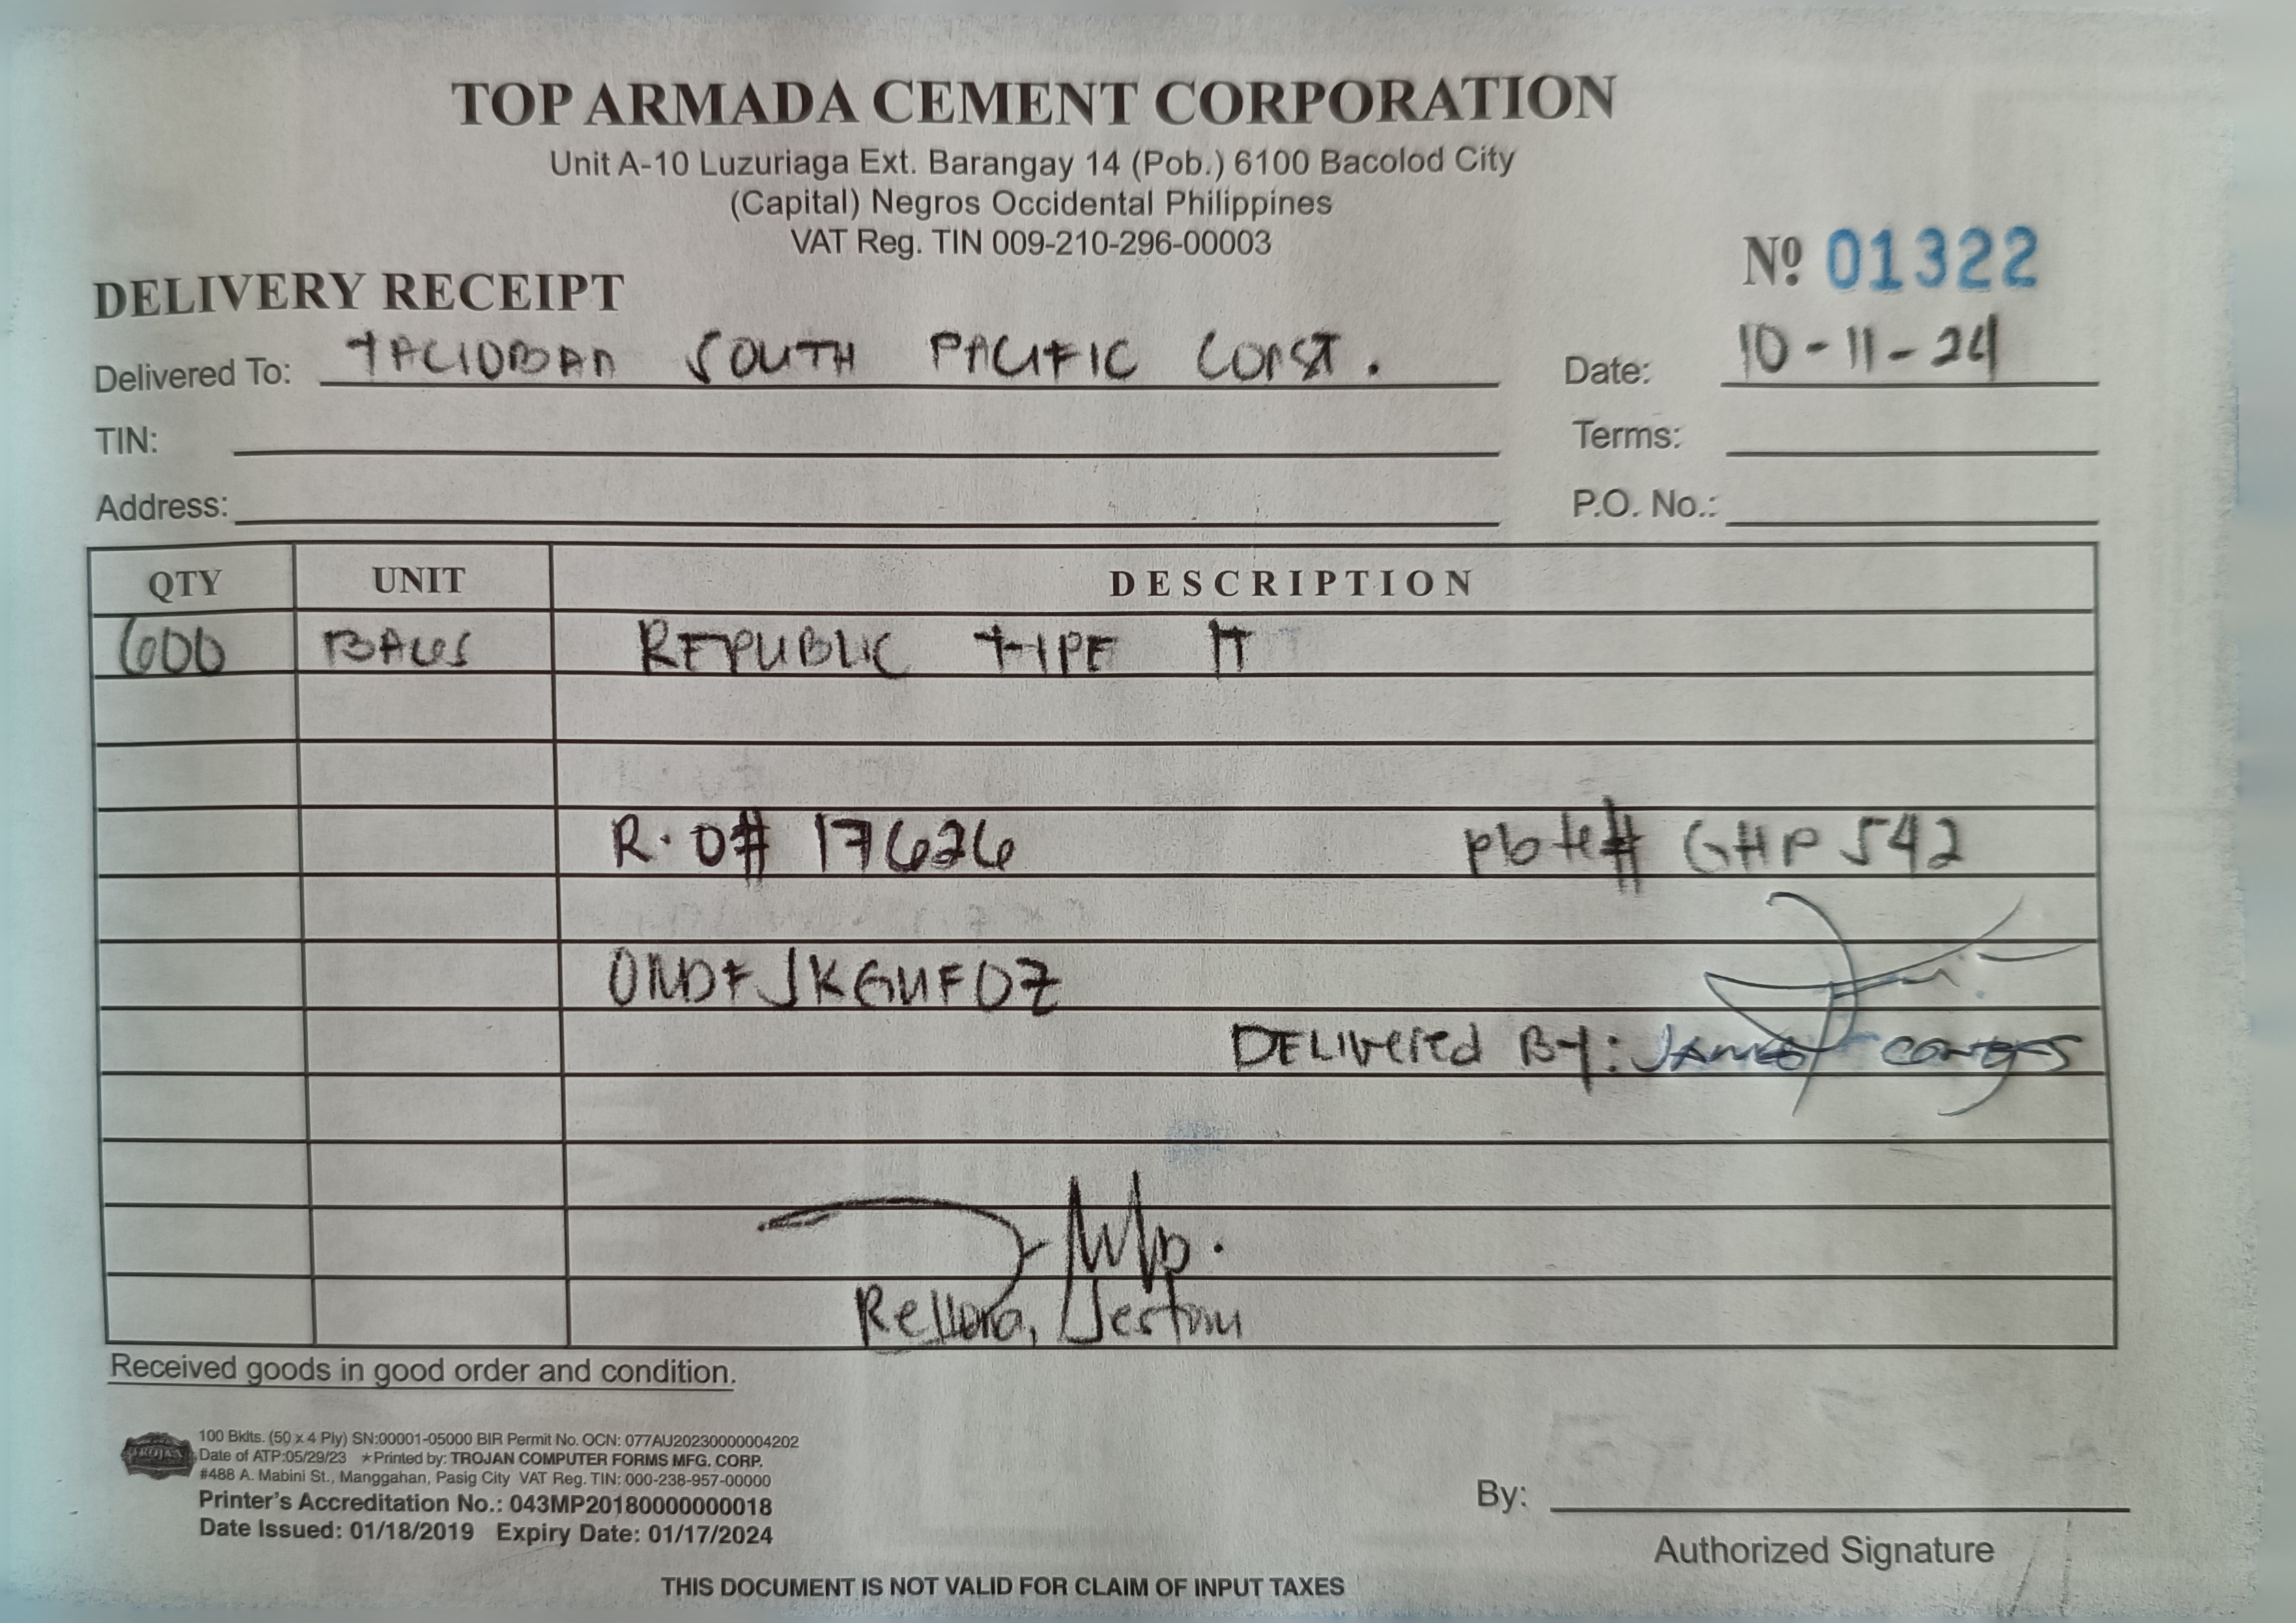 TOP ARMADA CEMENT CORPORATION
Unit A-10 Luzuriaga Ext. Barangay 14 (Pob.) 6100 Bacolod City
(Capital) Negros Occidental Philippines
VAT Reg. TIN 009-210-296-00003
Nº 01322
DELIVERY RECEIPT
Delivered To: TACLOBAN SOUTH PACIFIC CONST. Date: 10-11-24
TIN: Terms:
Address: P.O. No.:
QTY UNIT DESCRIPTION
600 BAGS REPUBLIC TYPE 1T
R.O# 17626 plate# GHP 542
DELIVERED By:
Rellora, Jestoni
Received goods in good order and condition.
TROJAN
100 Bklts. (50 x 4 Ply) SN:00001-05000 BIR Permit No. OCN: 077AU20230000004202
Date of ATP:05/29/23 ★Printed by: TROJAN COMPUTER FORMS MFG. CORP.
#488 A. Mabini St., Manggahan, Pasig City VAT Reg. TIN: 000-238-957-00000
Printer's Accreditation No.: 043MP20180000000018
Date Issued: 01/18/2019 Expiry Date: 01/17/2024
By:
Authorized Signature
THIS DOCUMENT IS NOT VALID FOR CLAIM OF INPUT TAXES